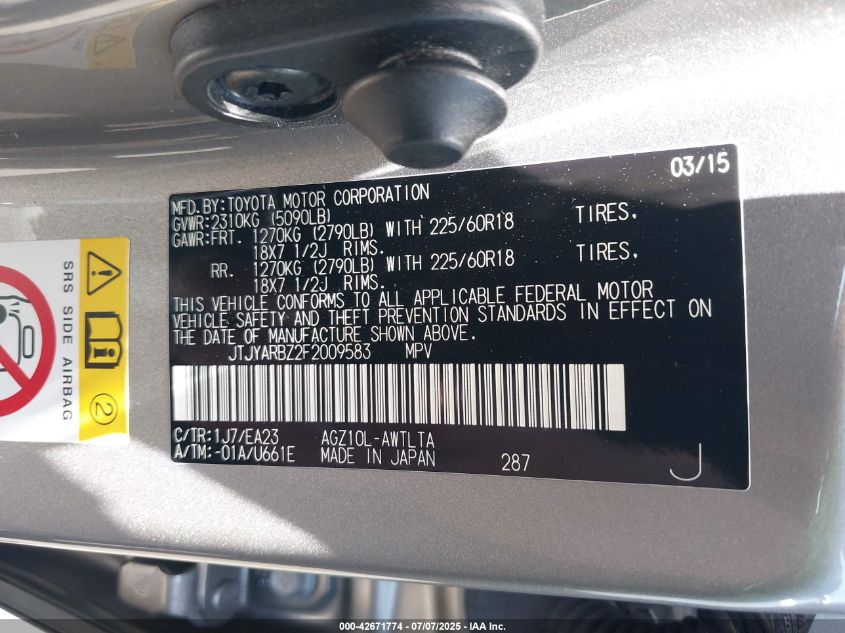 03/15
MFD.BY:TOYOTA MOTOR CORPORATION
GVWR:2310KG (5090LB)
GAWR:FRT. 1270KG (2790LB) WITH 225/60R18 TIRES.
18X7 1/2J RIMS.
RR. 1270KG (2790LB) WITH 225/60R18 TIRES.
18X7 1/2J RIMS.
THIS VEHICLE CONFORMS TO ALL APPLICABLE FEDERAL MOTOR
VEHICLE SAFETY AND THEFT PREVENTION STANDARDS IN EFFECT ON
THE DATE OF MANUFACTURE SHOWN ABOVE.
JTJYARBZ2F2009583 MPV
C/TR:1J7/EA23 AGZ10L-AWTLTA
A/TM:-01A/U661E MADE IN JAPAN 287 J
SRS SIDE AIRBAG
2
000-42671774 - 07/07/2025 - IAA Inc.